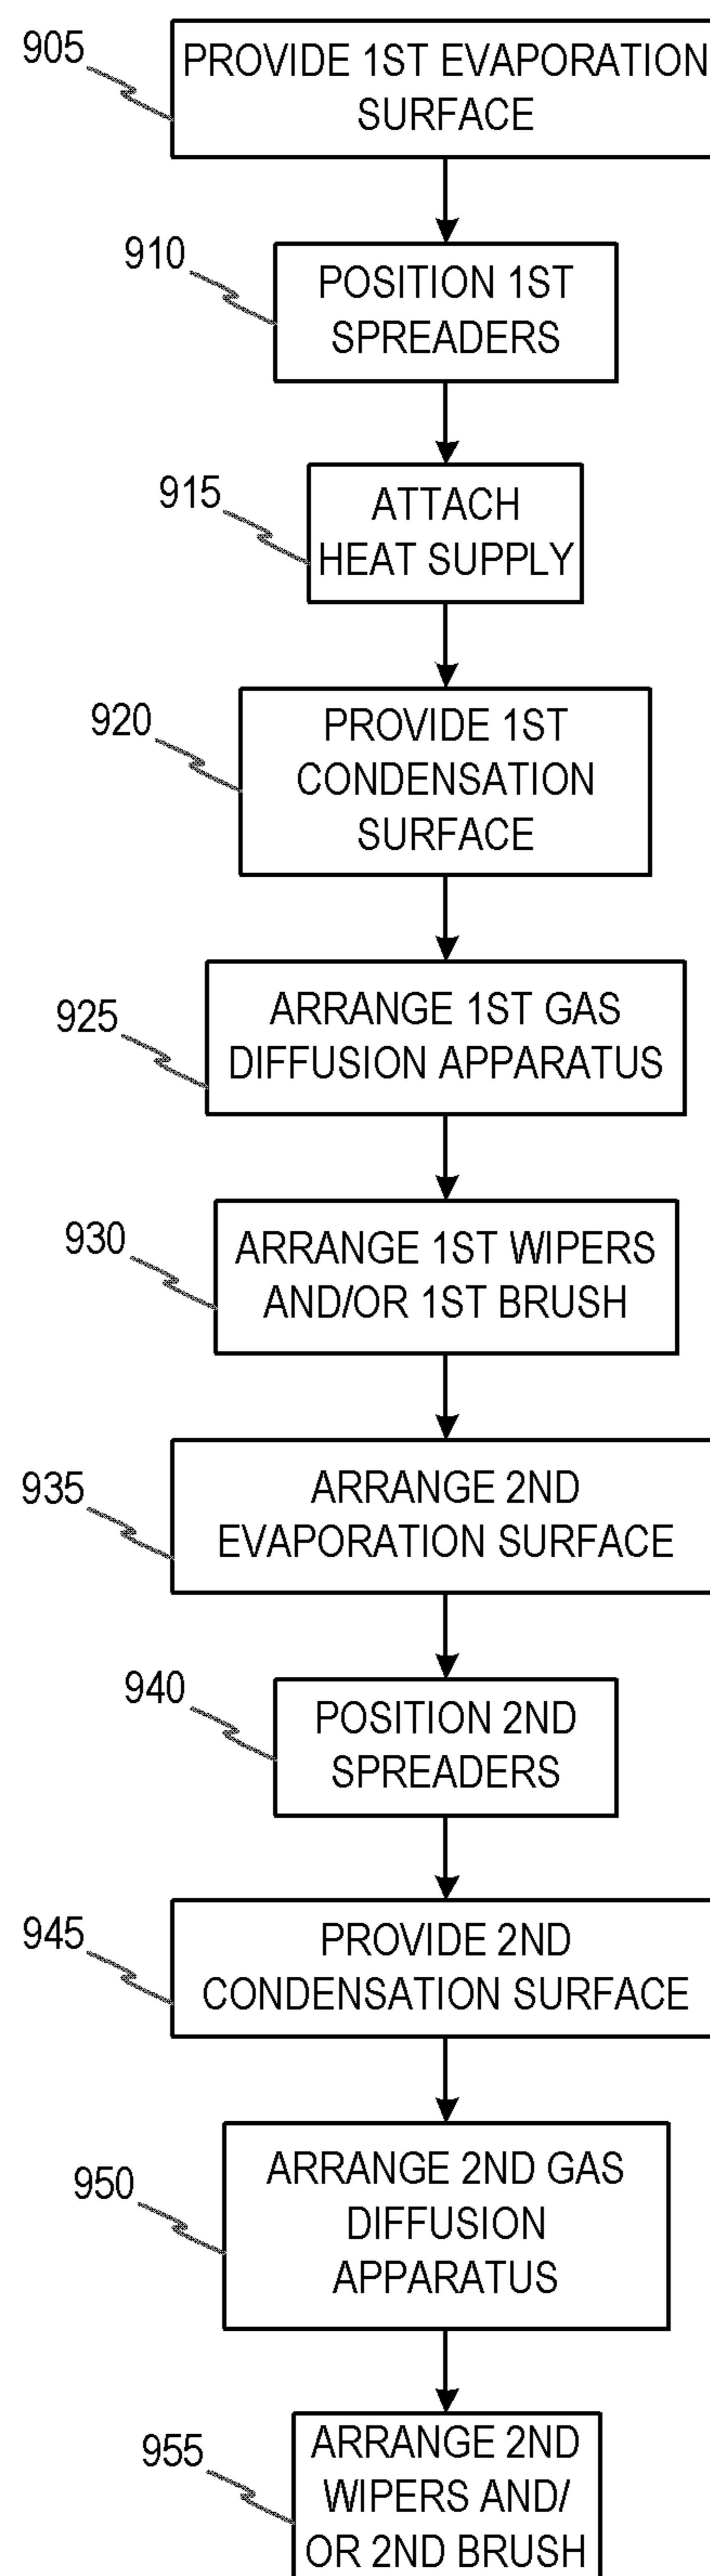 905
PROVIDE 1ST EVAPORATION
SURFACE
910
POSITION 1ST
SPREADERS
915
ATTACH
HEAT SUPPLY
920
PROVIDE 1ST
CONDENSATION
SURFACE
925
ARRANGE 1ST GAS
DIFFUSION APPARATUS
930
ARRANGE 1ST WIPERS
AND/OR 1ST BRUSH
935
ARRANGE 2ND
EVAPORATION SURFACE
940
POSITION 2ND
SPREADERS
945
PROVIDE 2ND
CONDENSATION SURFACE
950
ARRANGE 2ND GAS
DIFFUSION
APPARATUS
955
ARRANGE 2ND
WIPERS AND/
OR 2ND BRUSH